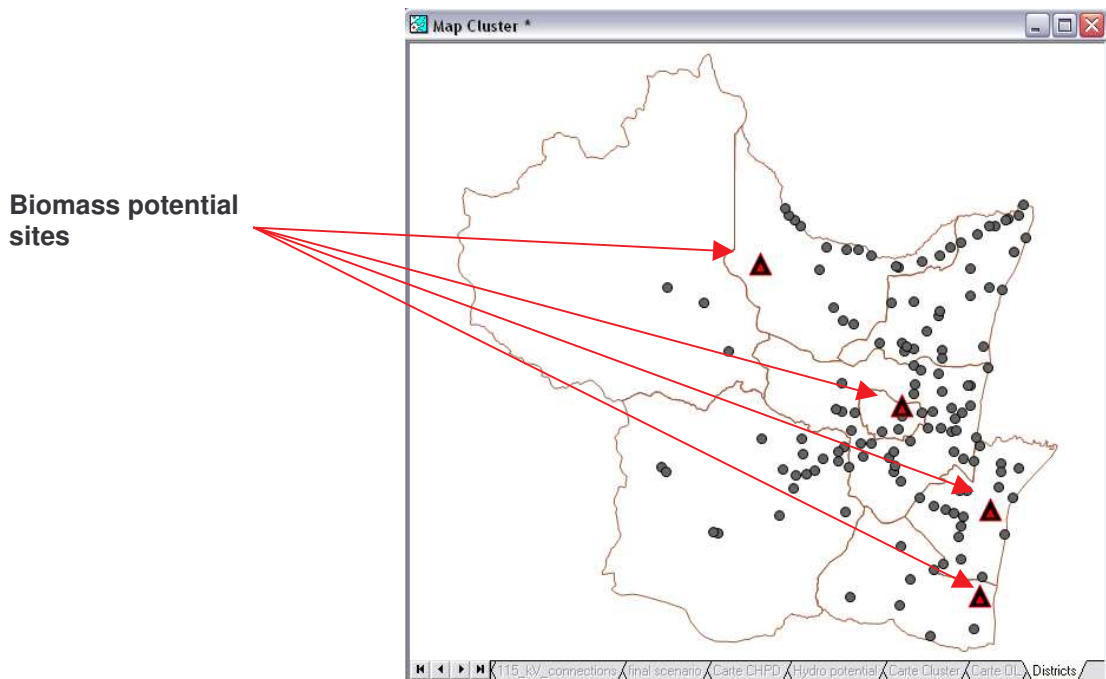 Map Cluster *
Biomass potential
sites
115_kV_connections
final scenario
Carte CHPD
Hydro potential
Carte Cluster
Carte OL
Districts